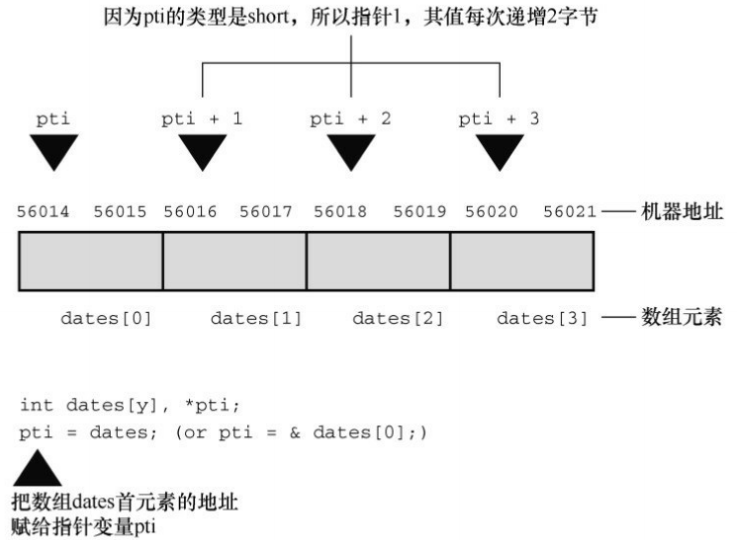 因为pti的类型是short，所以指针1，其值每次递增2字节
pti pti + 1 pti + 2 pti + 3
56014 56015 56016 56017 56018 56019 56020 56021 机器地址
dates[0] dates[1] dates[2] dates[3] 数组元素
int dates[y], *pti;
pti = dates; (or pti = & dates[0];)
把数组dates首元素的地址
赋给指针变量pti